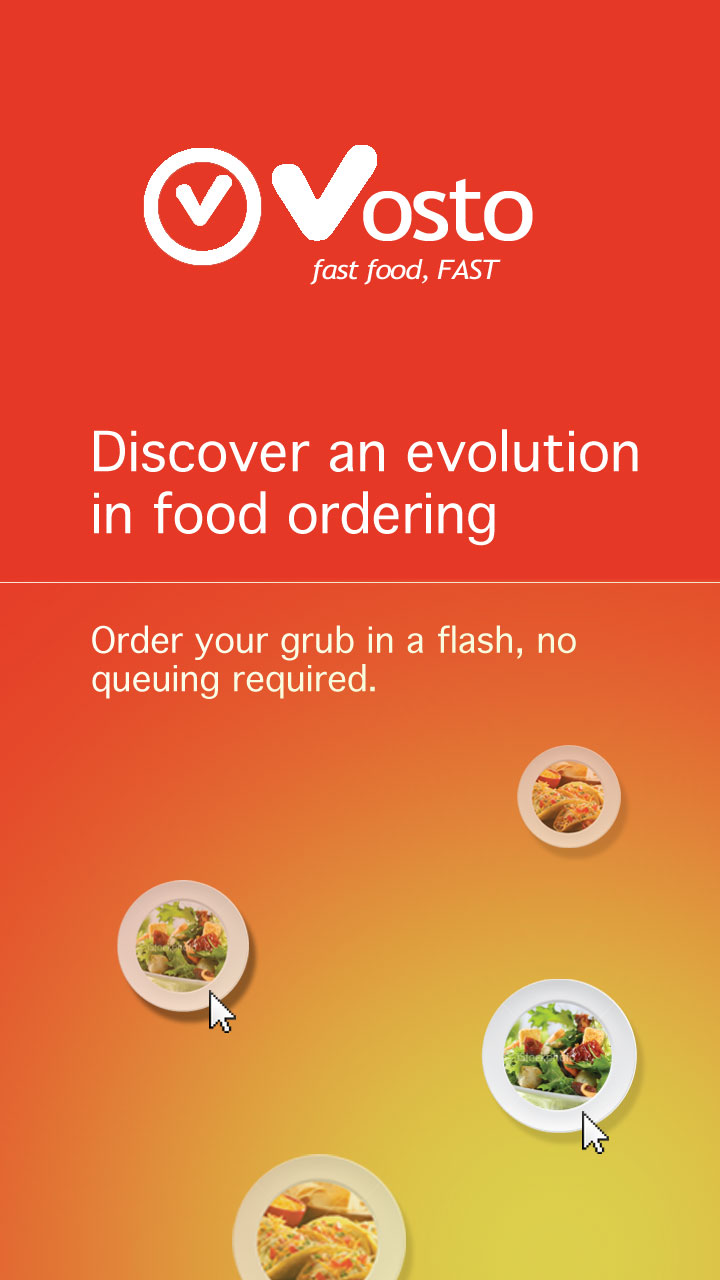 Vosto
fast food, FAST
Discover an evolution
in food ordering
Order your grub in a flash, no
queuing required.